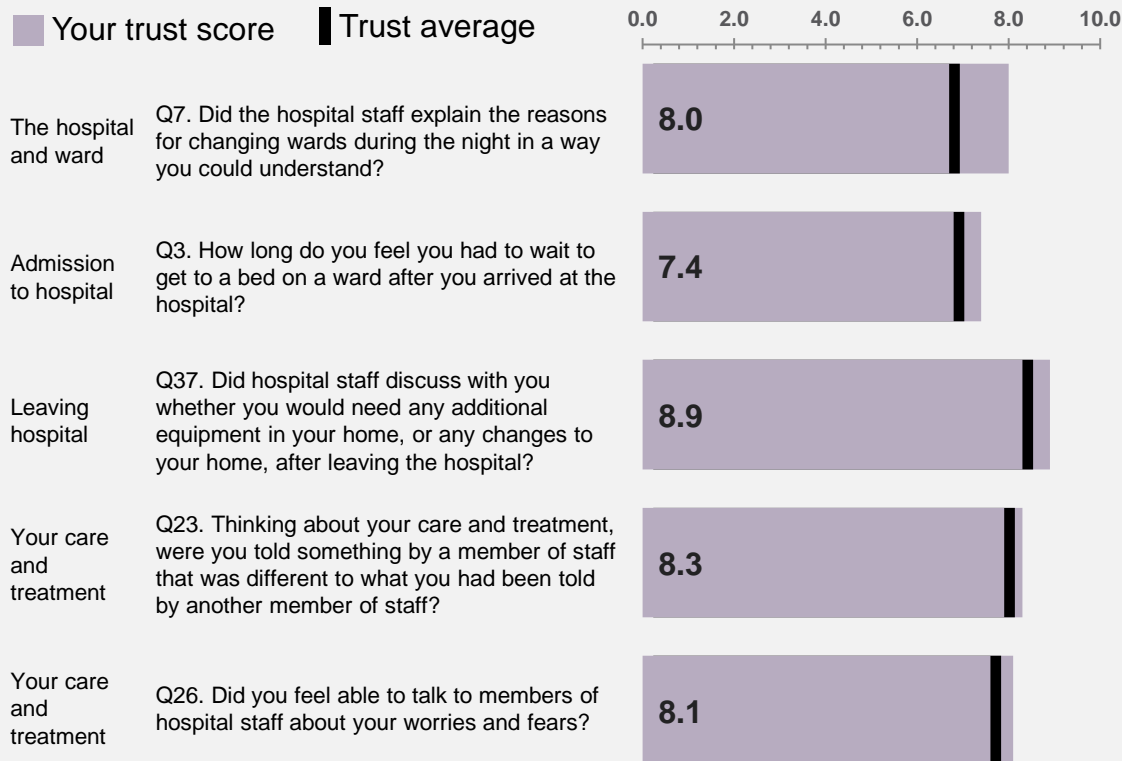 Your trust score
Trust average
0.0 2.0 4.0 6.0 8.0 10.0
The hospital
and ward
Q7. Did the hospital staff explain the reasons
for changing wards during the night in a way
you could understand?
8.0
Admission
to hospital
Q3. How long do you feel you had to wait to
get to a bed on a ward after you arrived at the
hospital?
7.4
Leaving
hospital
Q37. Did hospital staff discuss with you
whether you would need any additional
equipment in your home, or any changes to
your home, after leaving the hospital?
8.9
Your care
and
treatment
Q23. Thinking about your care and treatment,
were you told something by a member of staff
that was different to what you had been told
by another member of staff?
8.3
Your care
and
treatment
Q26. Did you feel able to talk to members of
hospital staff about your worries and fears?
8.1